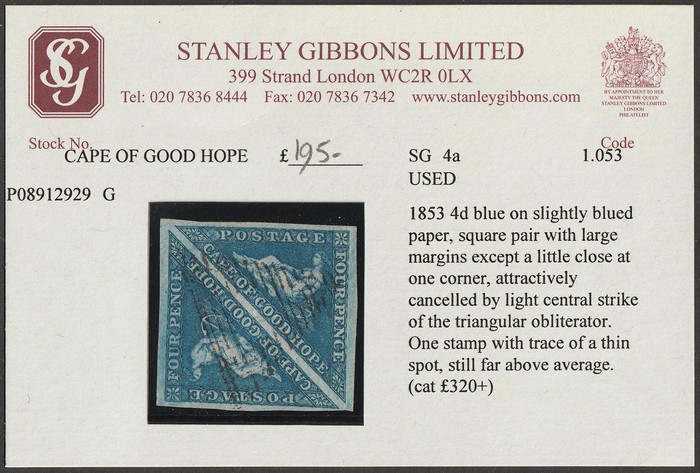 SG
STANLEY GIBBONS LIMITED
399 Strand London WC2R 0LX
Tel: 020 7836 8444 Fax: 020 7836 7342 www.stanleygibbons.com
BY APPOINTMENT TO HER
MAJESTY THE QUEEN
STANLEY GIBBONS LIMITED
LONDON
PHILATELIST
Stock No.
Code
CAPE OF GOOD HOPE £195-
SG 4a 1.053
USED
P08912929 G
1853 4d blue on slightly blued
paper, square pair with large
margins except a little close at
one corner, attractively
cancelled by light central strike
of the triangular obliterator.
One stamp with trace of a thin
spot, still far above average.
(cat £320+)
POSTAGE
FOUR PENCE
CAPE OF GOOD HOPE
FOUR PENCE
CAPE OF GOOD HOPE
POSTAGE